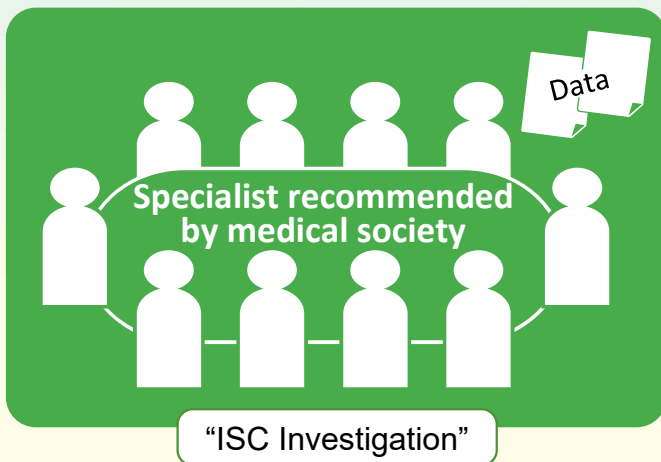 Data
Specialist recommended
by medical society
“ISC Investigation”